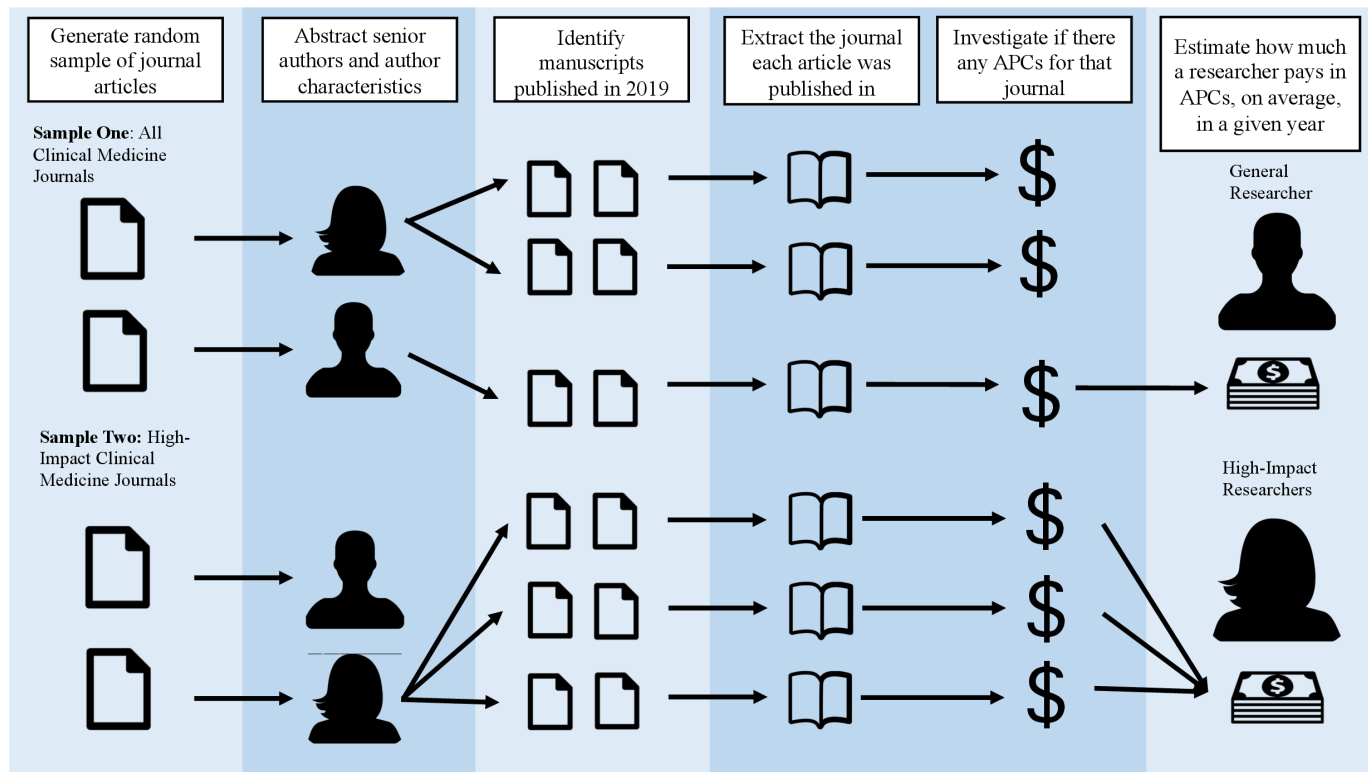 Generate random
sample of journal
articles
Abstract senior
authors and author
characteristics
Identify
manuscripts
published in 2019
Extract the journal
each article was
published in
Investigate if there
any APCs for that
journal
Estimate how much
a researcher pays in
APCs, on average,
in a given year
Sample One: All
Clinical Medicine
Journals
General
Researcher
Sample Two: High-
Impact Clinical
Medicine Journals
High-Impact
Researchers
$
$
$
$
$
$
$
$